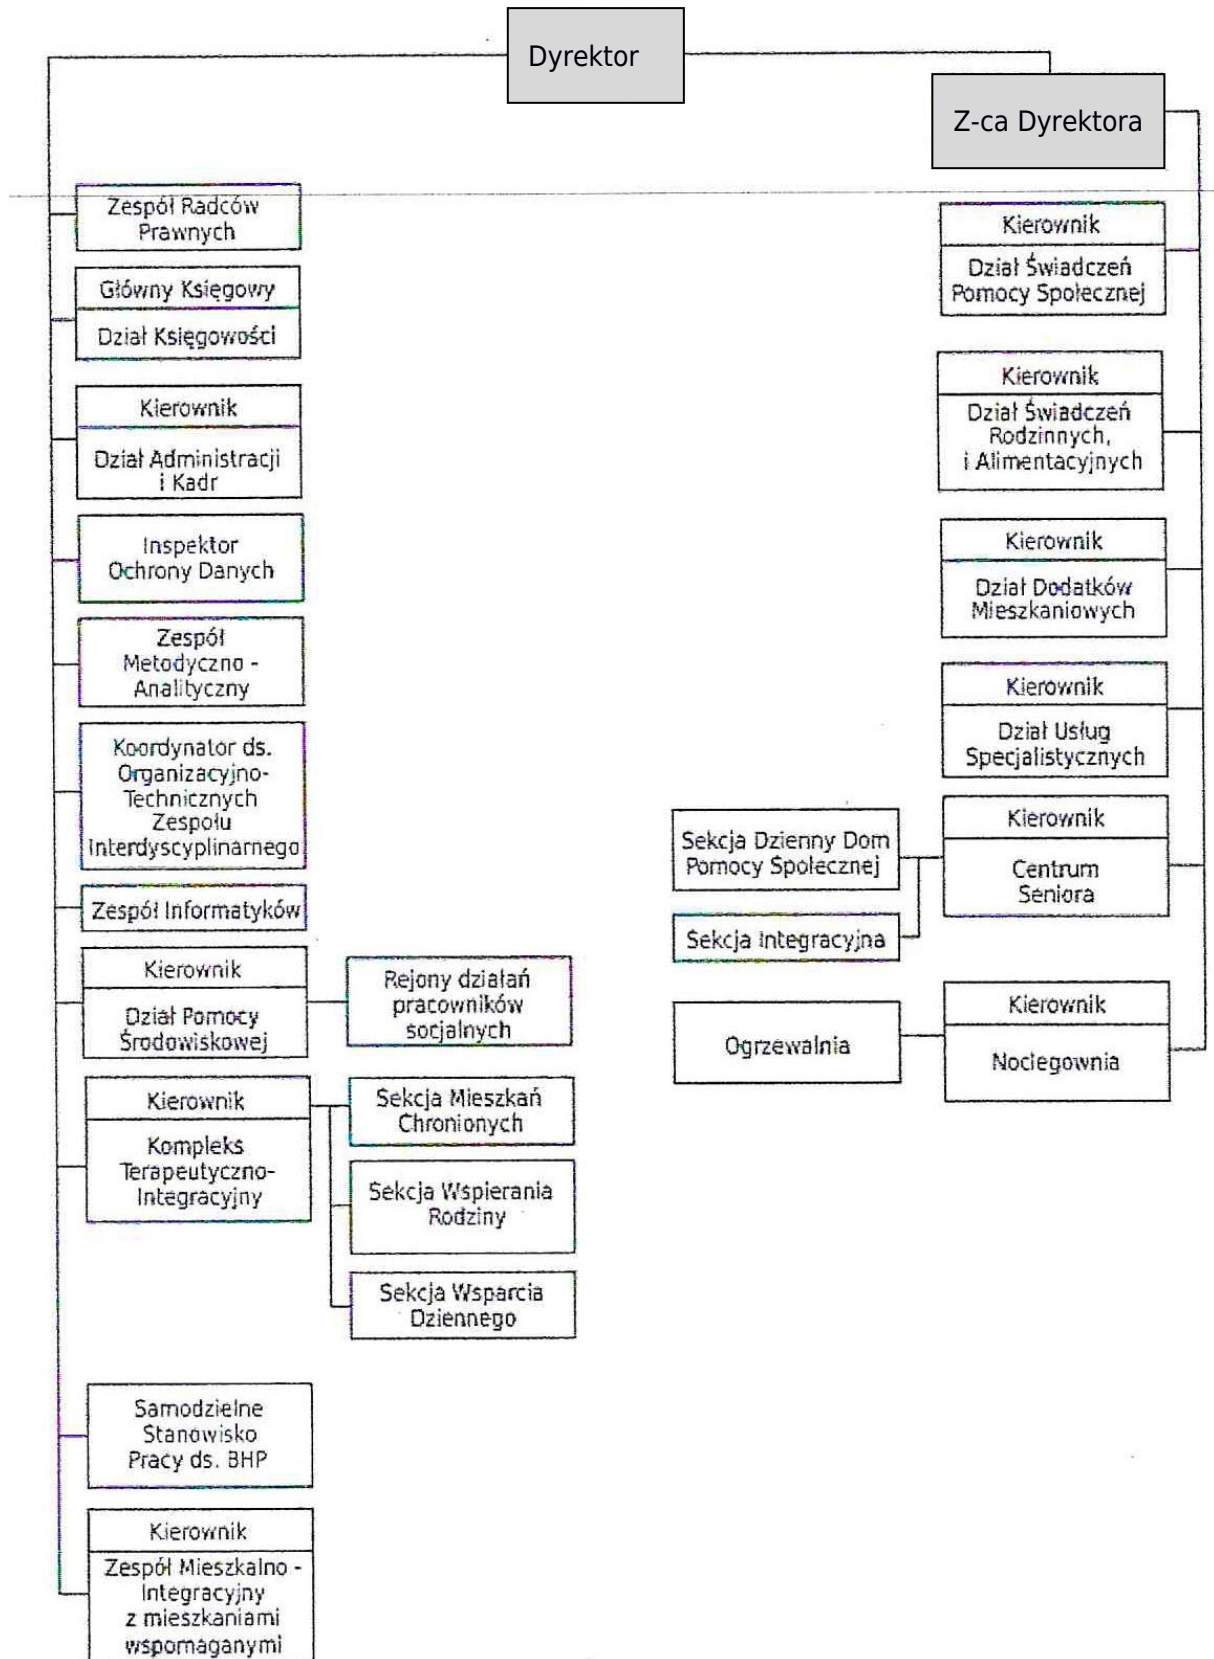 Dyrektor
Z-ca Dyrektora
Zespół Radców
Prawnych
Główny Księgowy
Dział Księgowości
Kierownik
Dział Administracji
i Kadr
Inspektor
Ochrony Danych
Zespół
Metodyczno -
Analityczny
Koordynator ds.
Organizacyjno-
Technicznych
Zespołu
Interdyscyplinarnego
Zespół Informatyków
Kierownik
Dział Pomocy
Środowiskowej
Rejony działań
pracowników
socjalnych
Kierownik
Kompleks
Terapeutyczno-
Integracyjny
Sekcja Mieszkań
Chronionych
Sekcja Wspierania
Rodziny
Sekcja Wsparcia
Dziennego
Samodzielne
Stanowisko
Pracy ds. BHP
Kierownik
Zespół Mieszkalno -
Integracyjny
z mieszkaniami
wspomaganymi
Kierownik
Dział Świadczeń
Pomocy Społecznej
Kierownik
Dział Świadczeń
Rodzinnych,
i Alimentacyjnych
Kierownik
Dział Dodatków
Mieszkaniowych
Kierownik
Dział Usług
Specjalistycznych
Kierownik
Centrum
Seniora
Sekcja Dzienny Dom
Pomocy Społecznej
Sekcja Integracyjna
Kierownik
Noclegownia
Ogrzewalnia